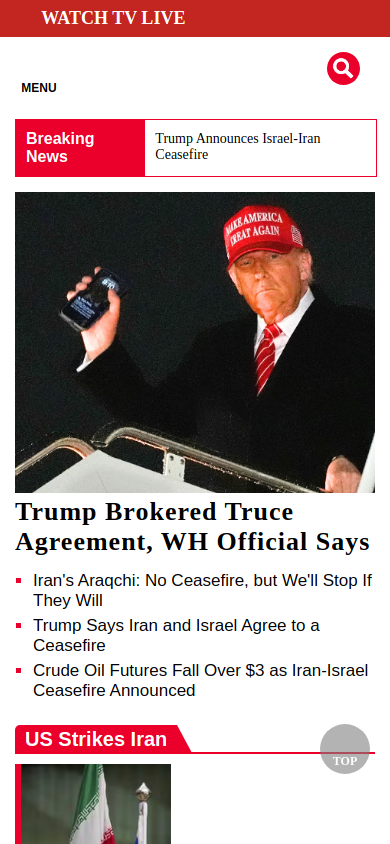 WATCH TV LIVE
MENU
Breaking
News
Trump Announces Israel-Iran
Ceasefire
MAKE AMERICA
GREAT AGAIN
Trump Brokered Truce
Agreement, WH Official Says
Iran's Araqchi: No Ceasefire, but We'll Stop If
They Will
Trump Says Iran and Israel Agree to a
Ceasefire
Crude Oil Futures Fall Over $3 as Iran-Israel
Ceasefire Announced
US Strikes Iran
TOP